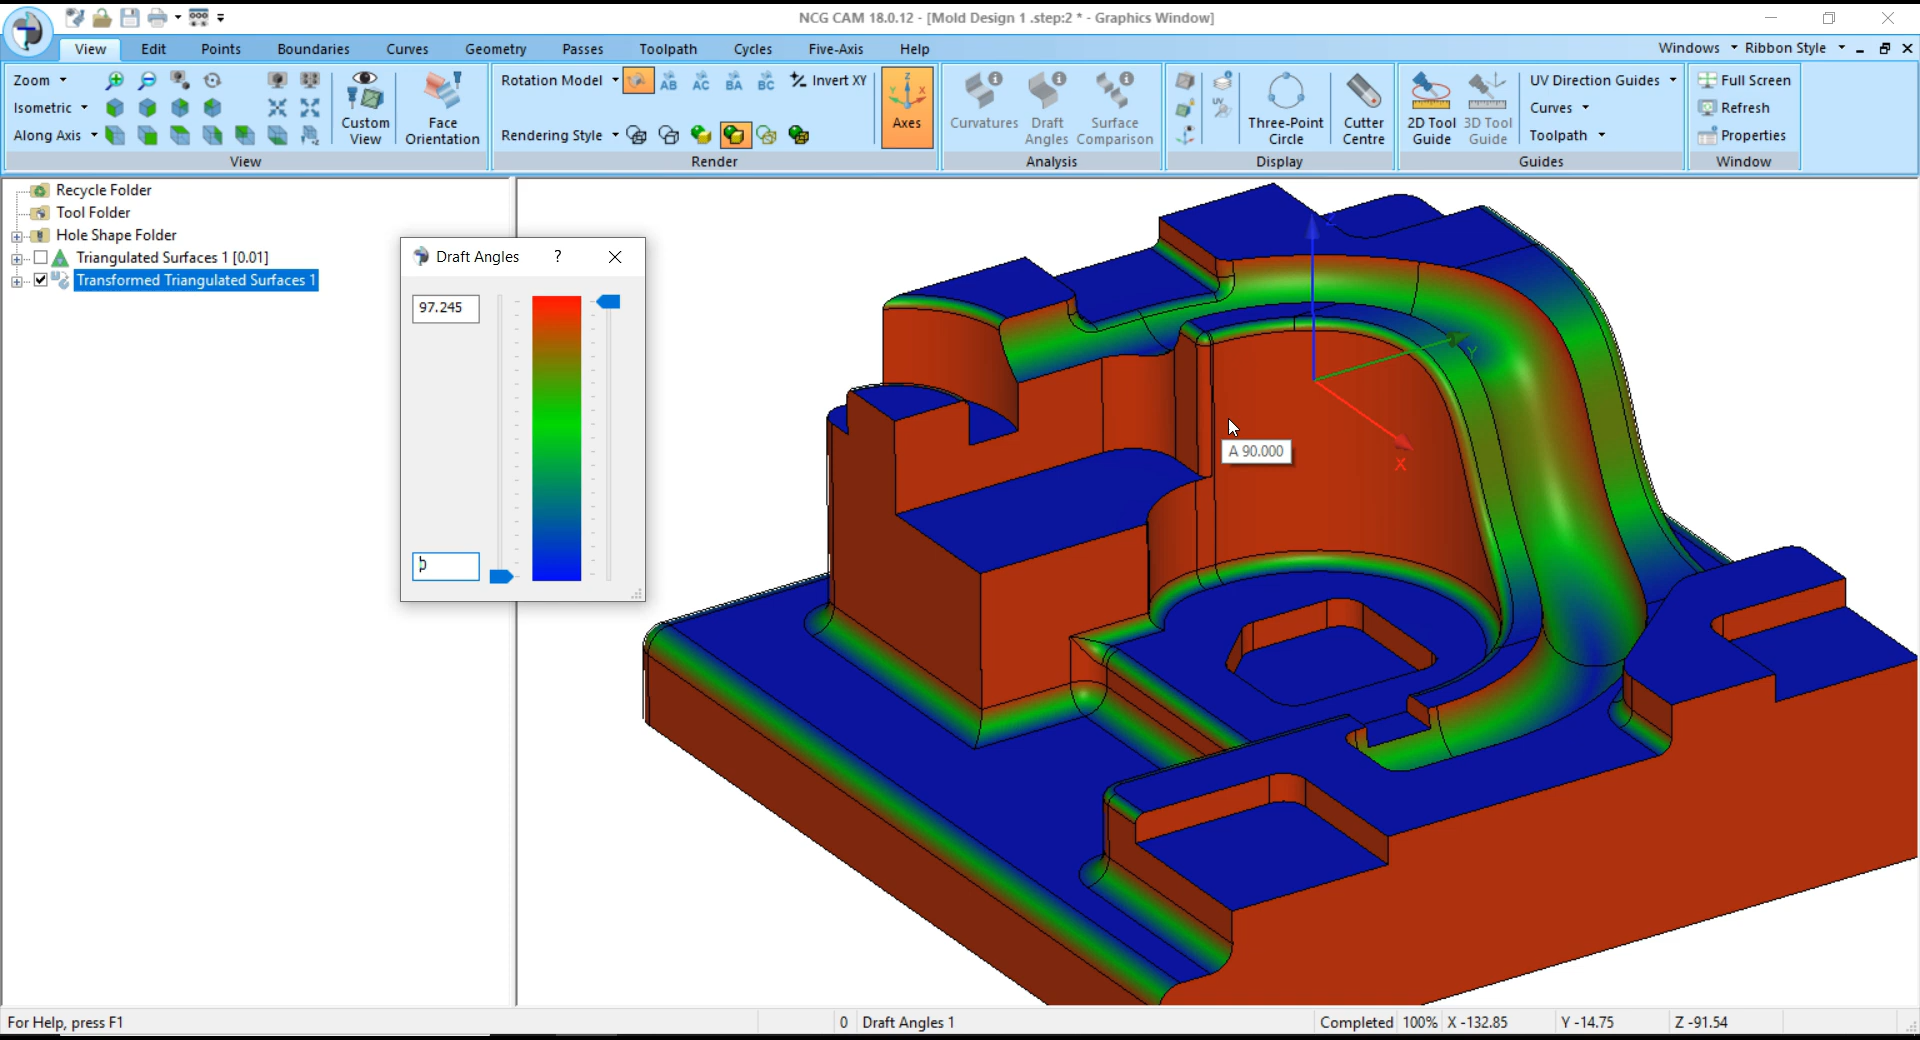 NCG CAM 18.0.12 - [Mold Design 1 .step:2 * - Graphics Window]
View Edit Points Boundaries Curves Geometry Passes Toolpath Cycles Five-Axis Help Windows Ribbon Style
Zoom
Isometric
Along Axis
Custom View
Face Orientation
View
Rotation Model AB AC BA BC Invert XY
Rendering Style
Axes
Render
Curvatures
Draft Angles
Surface Comparison
Analysis
UV
Three-Point Circle
Cutter Centre
Display
2D Tool Guide
3D Tool Guide
UV Direction Guides
Curves
Toolpath
Guides
Full Screen
Refresh
Properties
Window
Recycle Folder
Tool Folder
Hole Shape Folder
Triangulated Surfaces 1 [0.01]
Transformed Triangulated Surfaces 1
Draft Angles ?
97.245
Z
Y
X
A 90.000
For Help, press F1 0 Draft Angles 1 Completed 100% X -132.85 Y -14.75 Z -91.54